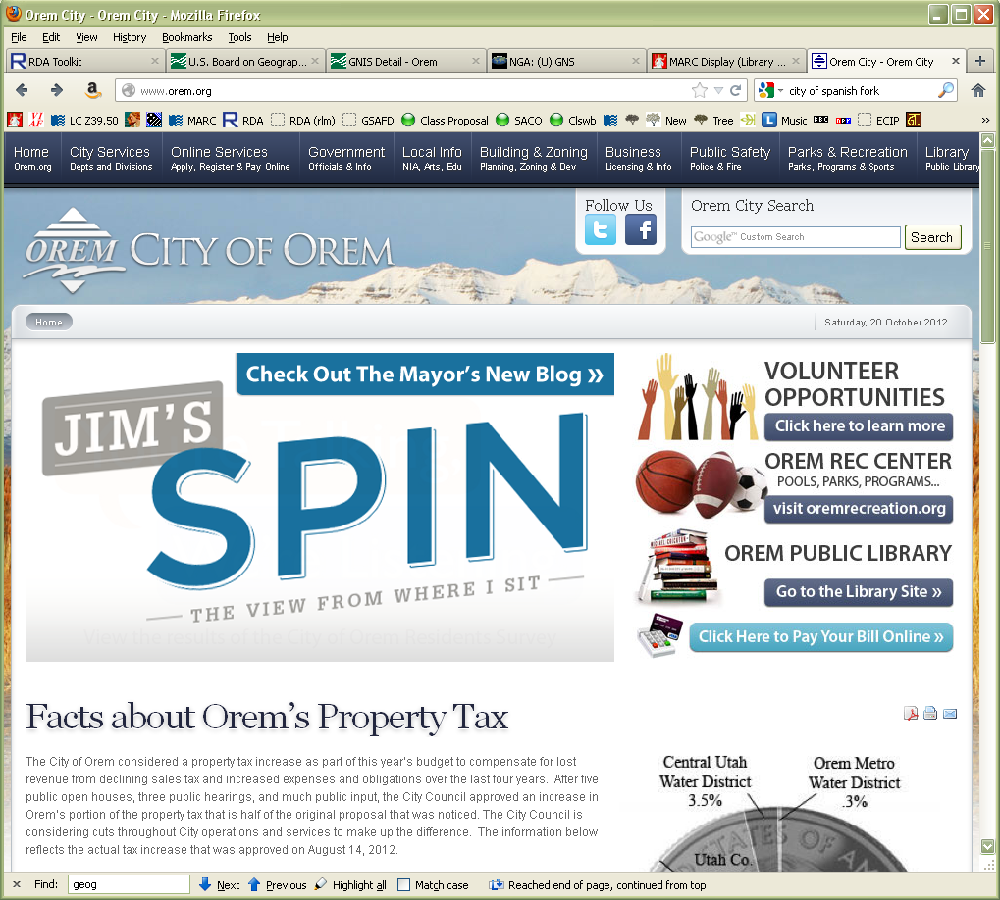 Orem City - Orem City - Mozilla Firefox
File Edit View History Bookmarks Tools Help
RDA Toolkit
U.S. Board on Geograp...
GNIS Detail - Orem
NGA: (U) GNS
MARC Display (Library ...
Orem City - Orem City
www.orem.org
city of spanish fork
LC Z39.50 MARC RDA RDA (rlm) GSAFD Class Proposal SACO Clswb New Tree Music BBC ECIP
Home City Services Online Services Government Local Info Building & Zoning Business Public Safety Parks & Recreation Library
Orem.org Depts and Divisions Apply, Register & Pay Online Officials & Info NIA, Arts, Edu Planning, Zoning & Dev Licensing & Info Police & Fire Parks, Programs & Sports Public Library
Follow Us
Orem City Search
OREM CITY OF OREM
Google™ Custom Search Search
Home
Saturday, 20 October 2012
Check Out The Mayor's New Blog »
JIM'S
SPIN
THE VIEW FROM WHERE I SIT
View the results of the City of Orem Residents Survey
VOLUNTEER
OPPORTUNITIES
Click here to learn more
OREM REC CENTER
POOLS, PARKS, PROGRAMS...
visit oremrecreation.org
MICHAEL CRICHTON
OREM PUBLIC LIBRARY
Go to the Library Site »
Click Here to Pay Your Bill Online »
Facts about Orem's Property Tax
The City of Orem considered a property tax increase as part of this year's budget to compensate for lost
revenue from declining sales tax and increased expenses and obligations over the last four years. After five
public open houses, three public hearings, and much public input, the City Council approved an increase in
Orem's portion of the property tax that is half of the original proposal that was noticed. The City Council is
considering cuts throughout City operations and services to make up the difference. The information below
reflects the actual tax increase that was approved on August 14, 2012.
Central Utah
Water District
3.5%
Orem Metro
Water District
.3%
Utah Co.
Find: geog Next Previous Highlight all Match case Reached end of page, continued from top